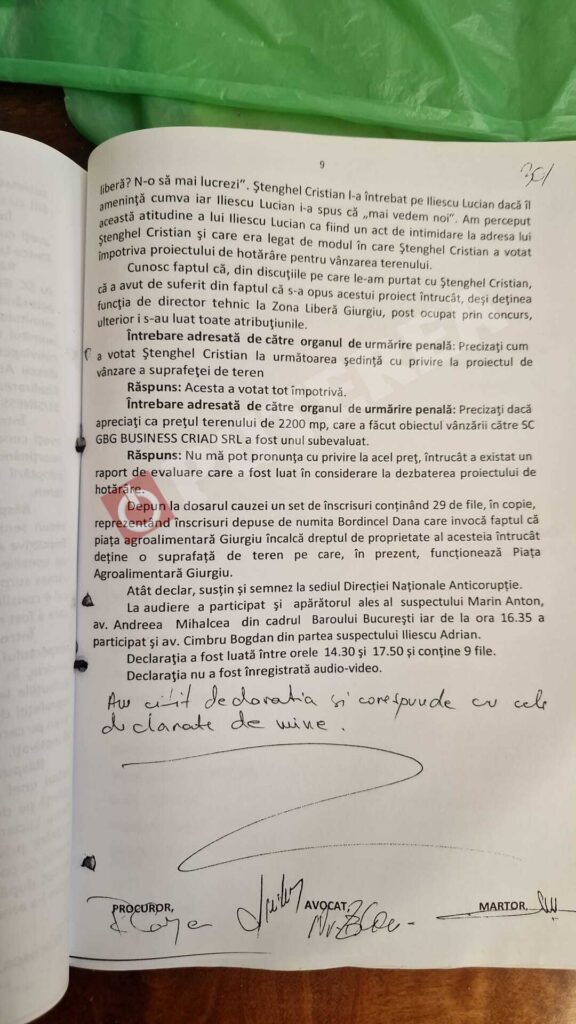 9
301
liberă? N-o să mai lucrezi”. Ştenghel Cristian l-a întrebat pe Iliescu Lucian dacă îl
ameninţă cumva iar Iliescu Lucian i-a spus că „mai vedem noi”. Am perceput
această atitudine a lui Iliescu Lucian ca fiind un act de intimidare la adresa lui
Ştenghel Cristian şi care era legat de modul în care Ştenghel Cristian a votat
împotriva proiectului de hotărâre pentru vânzarea terenului.
Cunosc faptul că, din discuţiile pe care le-am purtat cu Ştenghel Cristian,
că a avut de suferit din faptul că s-a opus acestui proiect întrucât, deşi deţinea
funcţia de director tehnic la Zona Liberă Giurgiu, post ocupat prin concurs,
ulterior i s-au luat toate atribuţiunile.
Întrebare adresată de către organul de urmărire penală: Precizaţi cum
a votat Ştenghel Cristian la următoarea şedinţă cu privire la proiectul de
vânzare a suprafeţei de teren
Răspuns: Acesta a votat tot împotrivă.
Întrebare adresată de către organul de urmărire penală: Precizaţi dacă
apreciaţi ca preţul terenului de 2200 mp, care a făcut obiectul vânzării către SC
GBG BUSINESS CRIAD SRL a fost unul subevaluat.
Răspuns: Nu mă pot pronunţa cu privire la acel preţ, întrucât a existat un
raport de evaluare care a fost luat în considerare la dezbaterea proiectului de
hotărâre.
Depun la dosarul cauzei un set de înscrisuri conţinând 29 de file, în copie,
reprezentând înscrisuri depuse de numita Bordincel Dana care invocă faptul că
piaţa agroalimentară Giurgiu încalcă dreptul de proprietate al acesteia întrucât
deţine o suprafaţă de teren pe care, în prezent, funcţionează Piaţa
Agroalimentară Giurgiu.
Atât declar, susţin şi semnez la sediul Direcţiei Naţionale Anticorupţie.
La audiere a participat şi apărătorul ales al suspectului Marin Anton,
av. Andreea Mihalcea din cadrul Baroului Bucureşti iar de la ora 16.35 a
participat şi av. Cimbru Bogdan din partea suspectului Iliescu Adrian.
Declaraţia a fost luată între orele 14.30 şi 17.50 şi conţine 9 file.
Declaraţia nu a fost înregistrată audio-video.
Am citit declaratia si corespunde cu cele
declarate de mine.
PROCUROR, AVOCAT, MARTOR,